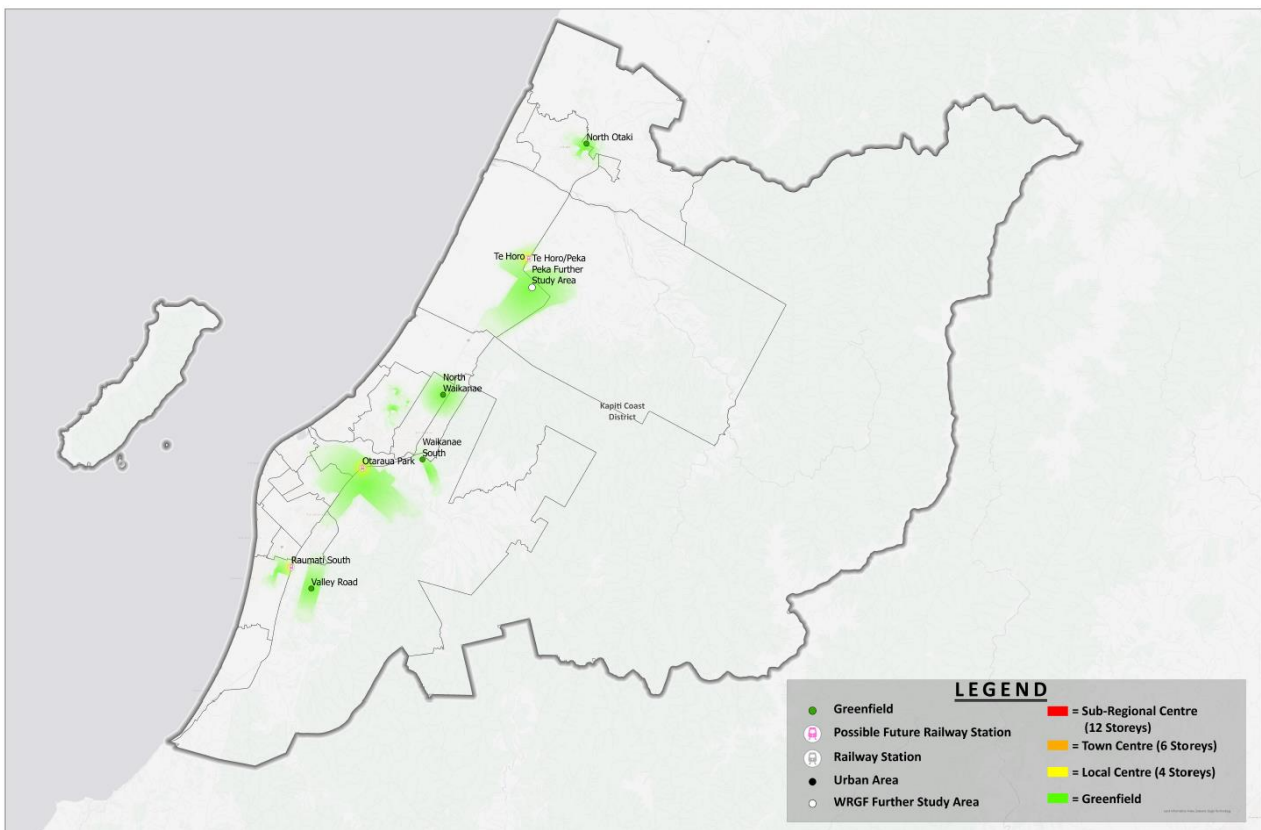 North Otaki
Te Horo
Te Horo/Peka
Peka Further
Study Area
North
Waikanae
Kapiti Coast
District
Waikanae
South
Otaraua Park
Raumati South
Valley Road
LEGEND
Greenfield
Possible Future Railway Station
Railway Station
Urban Area
WRGF Further Study Area
= Sub-Regional Centre
(12 Storeys)
= Town Centre (6 Storeys)
= Local Centre (4 Storeys)
= Greenfield